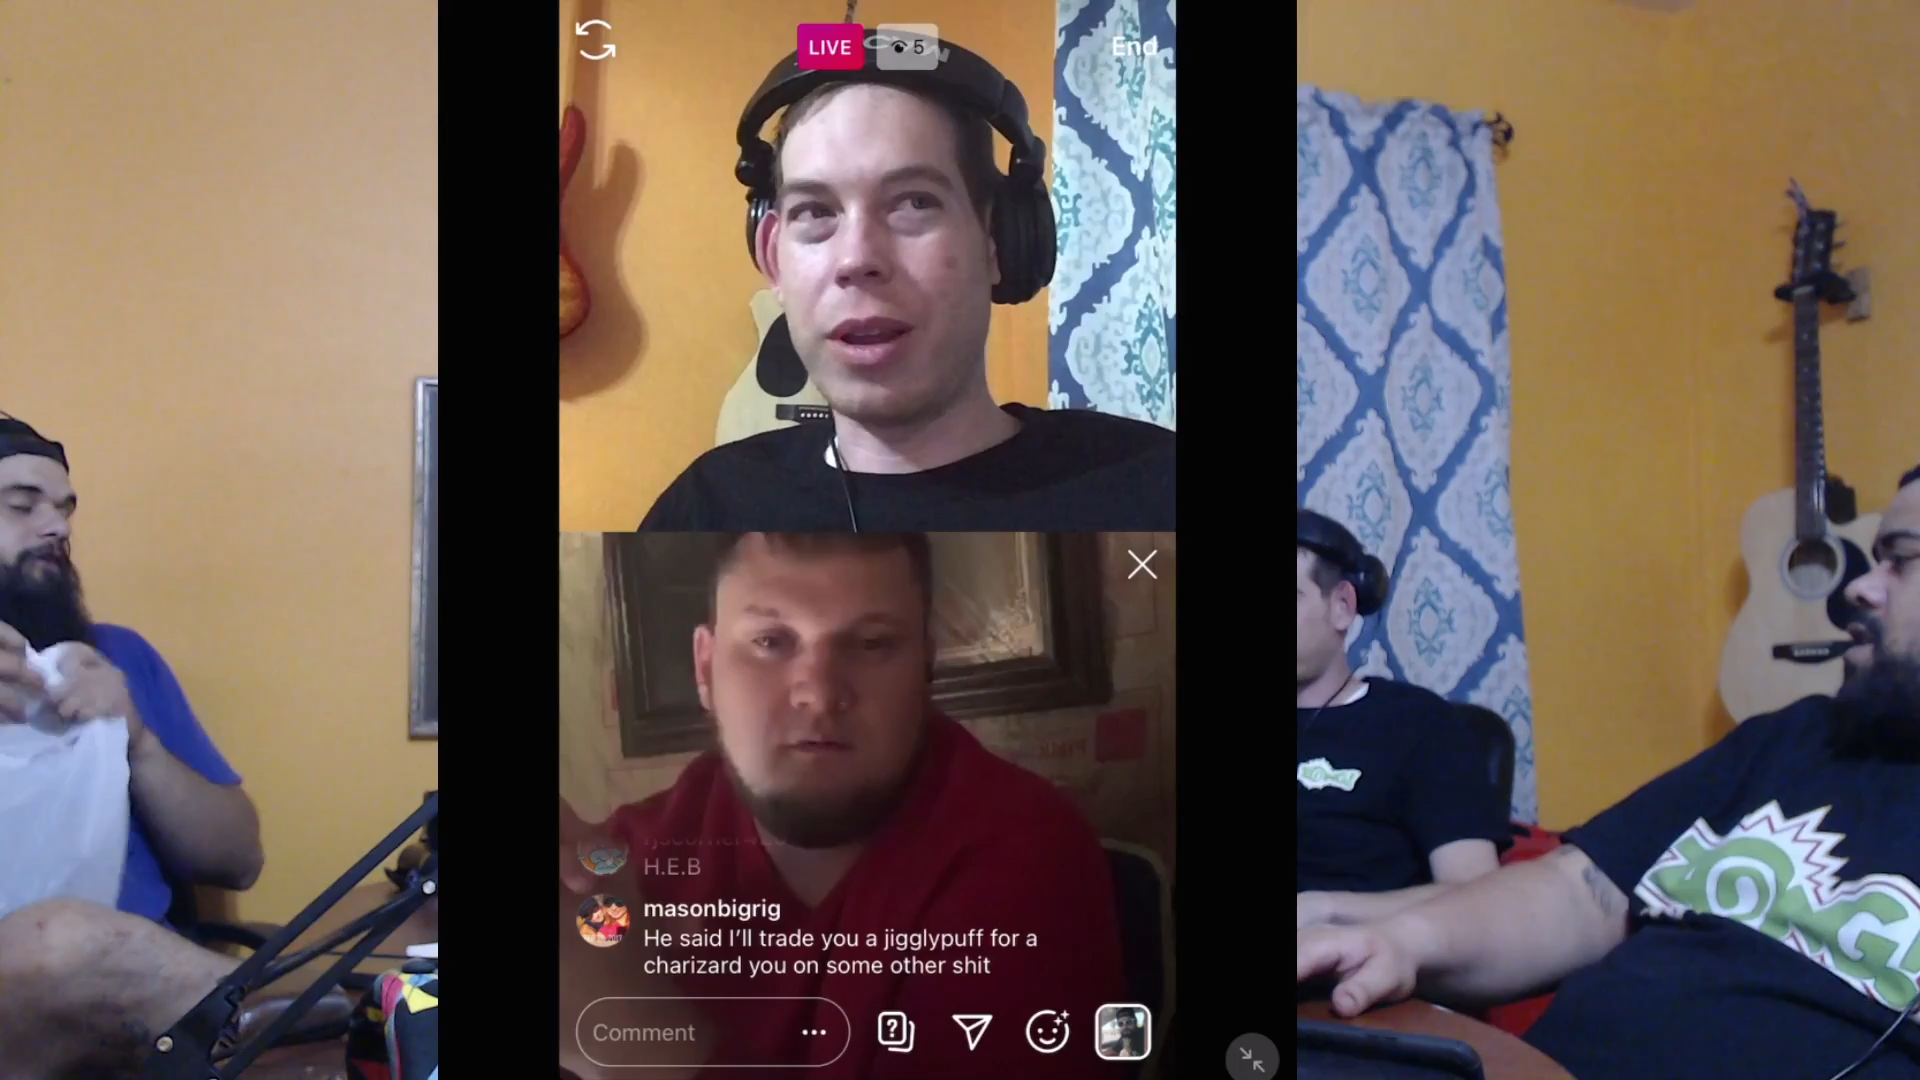 LIVE
5
End
H.E.B
masonbigrig
He said I'll trade you a jigglypuff for a
charizard you on some other shit
Comment